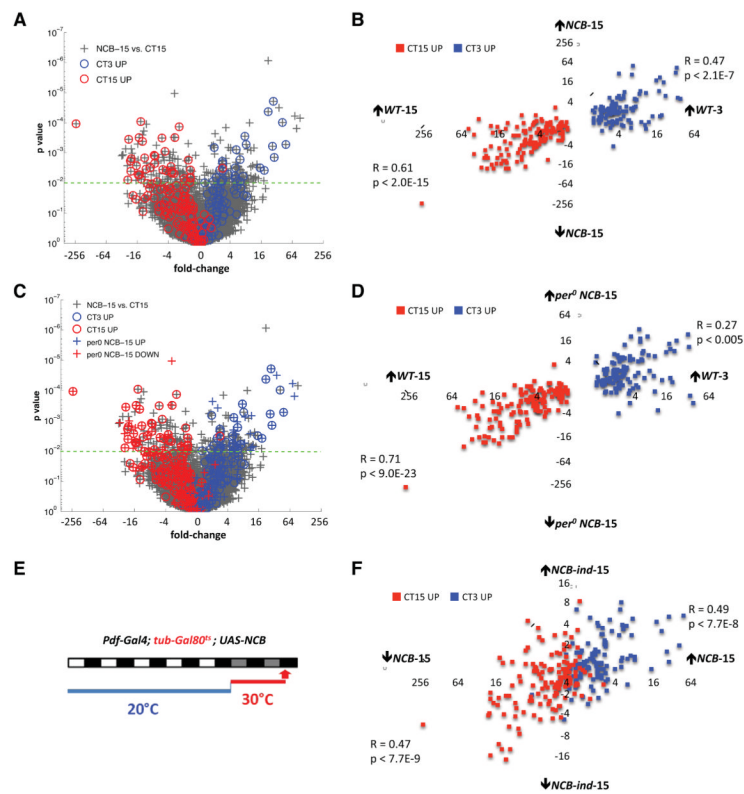 A
10⁻⁷
10⁻⁶
10⁻⁵
10⁻⁴
10⁻³
10⁻²
10⁻¹
10⁰
p value
NCB−15 vs. CT15
CT3 UP
CT15 UP
-256 -64 -16 -4 0 4 16 64 256
fold-change
B
↑NCB-15
CT15 UP CT3 UP
256
64
16
4
R = 0.47
p < 2.1E-7
↑WT-15
↑WT-3
256 64 16 4 4 16 64
-4
-16
-64
-256
R = 0.61
p < 2.0E-15
↓NCB-15
C
10⁻⁷
10⁻⁶
10⁻⁵
10⁻⁴
10⁻³
10⁻²
10⁻¹
10⁰
p value
NCB−15 vs. CT15
CT3 UP
CT15 UP
per0 NCB−15 UP
per0 NCB−15 DOWN
-256 -64 -16 -4 0 4 16 64 256
fold-change
D
↑per⁰ NCB-15
CT15 UP CT3 UP
64
16
4
R = 0.27
p < 0.005
↑WT-15
↑WT-3
256 64 16 4 4 16 64
-4
-16
-64
-256
R = 0.71
p < 9.0E-23
↓per⁰ NCB-15
E
Pdf-Gal4; tub-Gal80ᵗˢ; UAS-NCB
20°C
30°C
F
↑NCB-ind-15
CT15 UP CT3 UP
16
8
4
2
R = 0.49
p < 7.7E-8
↓NCB-15
↑NCB-15
256 64 16 4 4 16 64
-2
-4
-8
-16
R = 0.47
p < 7.7E-9
↓NCB-ind-15